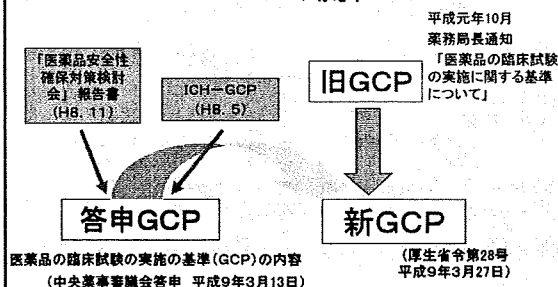 平成元年10月
薬務局長通知
「医薬品の臨床試験
の実施に関する基準
について」
「医薬品安全性
確保対策検討
会」報告書
(H8. 11)
ICH-GCP
(H8. 5)
旧GCP
答申GCP
新GCP
医薬品の臨床試験の実施の基準(GCP)の内容
(中央薬事審議会答申 平成9年3月13日)
(厚生省令第28号
平成9年3月27日)